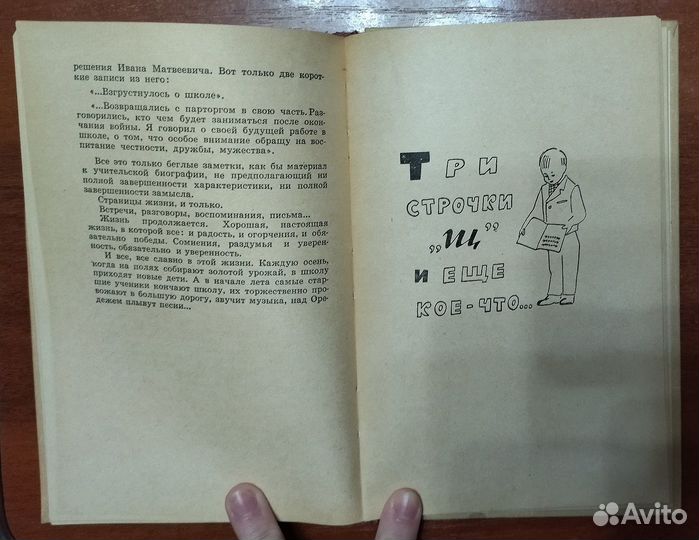 решения Ивана Матвеевича. Вот только две корот-
кие записи из него:
«...Взгрустнулось о школе».
«...Возвращались с парторгом в свою часть. Раз-
говорились, кто чем будет заниматься после окон-
чания войны. Я говорил о своей будущей работе в
школе, о том, что особое внимание обращу на вос-
питание честности, дружбы, мужества».
Все это только беглые заметки, как бы материал
к учительской биографии, не предполагающий ни
полной завершенности характеристики, ни полной
завершенности замысла.
Страницы жизни, и только.
Встречи, разговоры, воспоминания, письма...
Жизнь продолжается. Хорошая, настоящая
жизнь, в которой все: и радость, и огорчения, и обя-
зательно победы. Сомнения, раздумья и уверен-
ность, обязательно и уверенность.
И все, все славно в этой жизни. Каждую осень,
когда на полях собирают золотой урожай, в школу
приходят новые дети. А в начале лета самые стар-
шие ученики кончают школу, их торжественно про-
вожают в большую дорогу, звучит музыка, над Оре-
дежем плывут песни...
ТРИ
СТРОЧКИ
„Щ”
И ЕЩЕ
КОЕ-ЧТО...
Avito